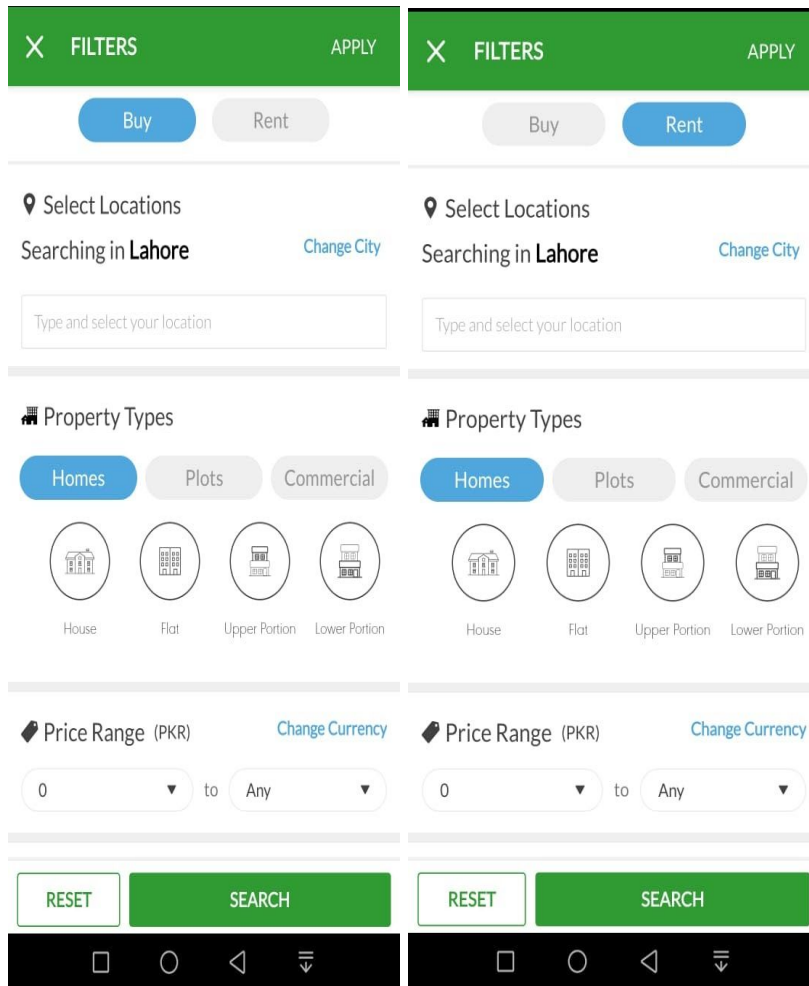 FILTERS APPLY
Buy Rent
Select Locations
Searching in Lahore Change City
Type and select your location
Property Types
Homes Plots Commercial
House Flat Upper Portion Lower Portion
Price Range (PKR) Change Currency
0 to Any
RESET SEARCH
FILTERS APPLY
Buy Rent
Select Locations
Searching in Lahore Change City
Type and select your location
Property Types
Homes Plots Commercial
House Flat Upper Portion Lower Portion
Price Range (PKR) Change Currency
0 to Any
RESET SEARCH